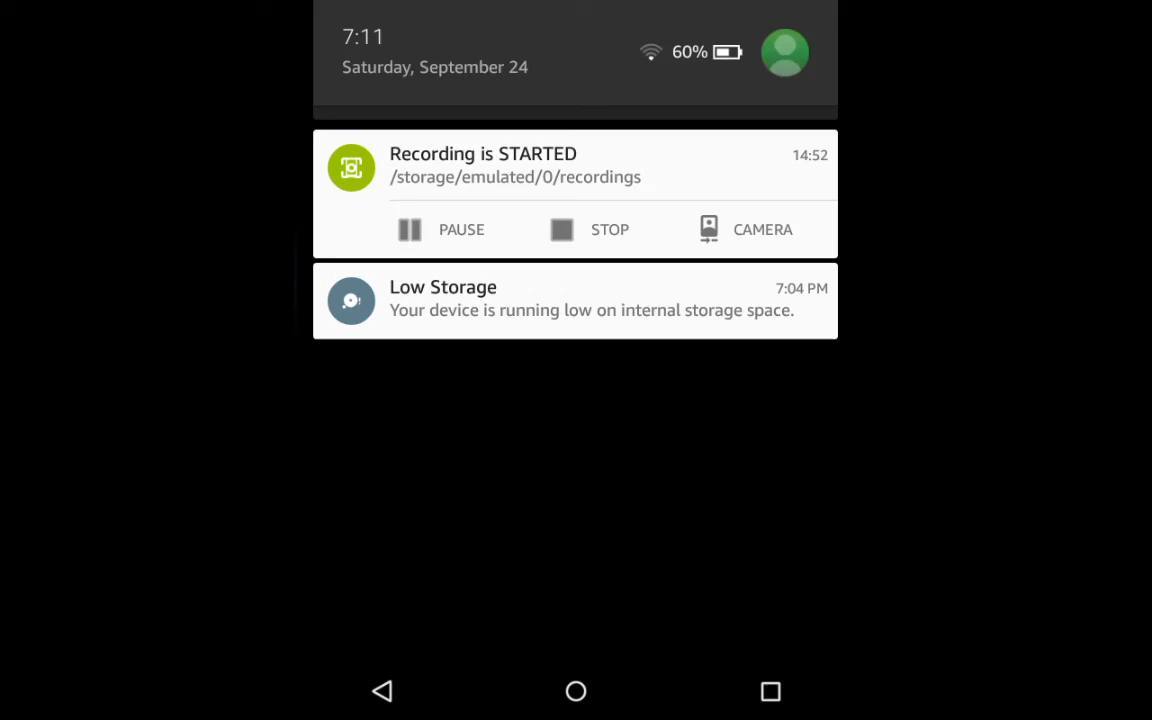 7:11
60%
Saturday, September 24
Recording is STARTED
14:52
/storage/emulated/0/recordings
PAUSE
STOP
CAMERA
Low Storage
7:04 PM
Your device is running low on internal storage space.